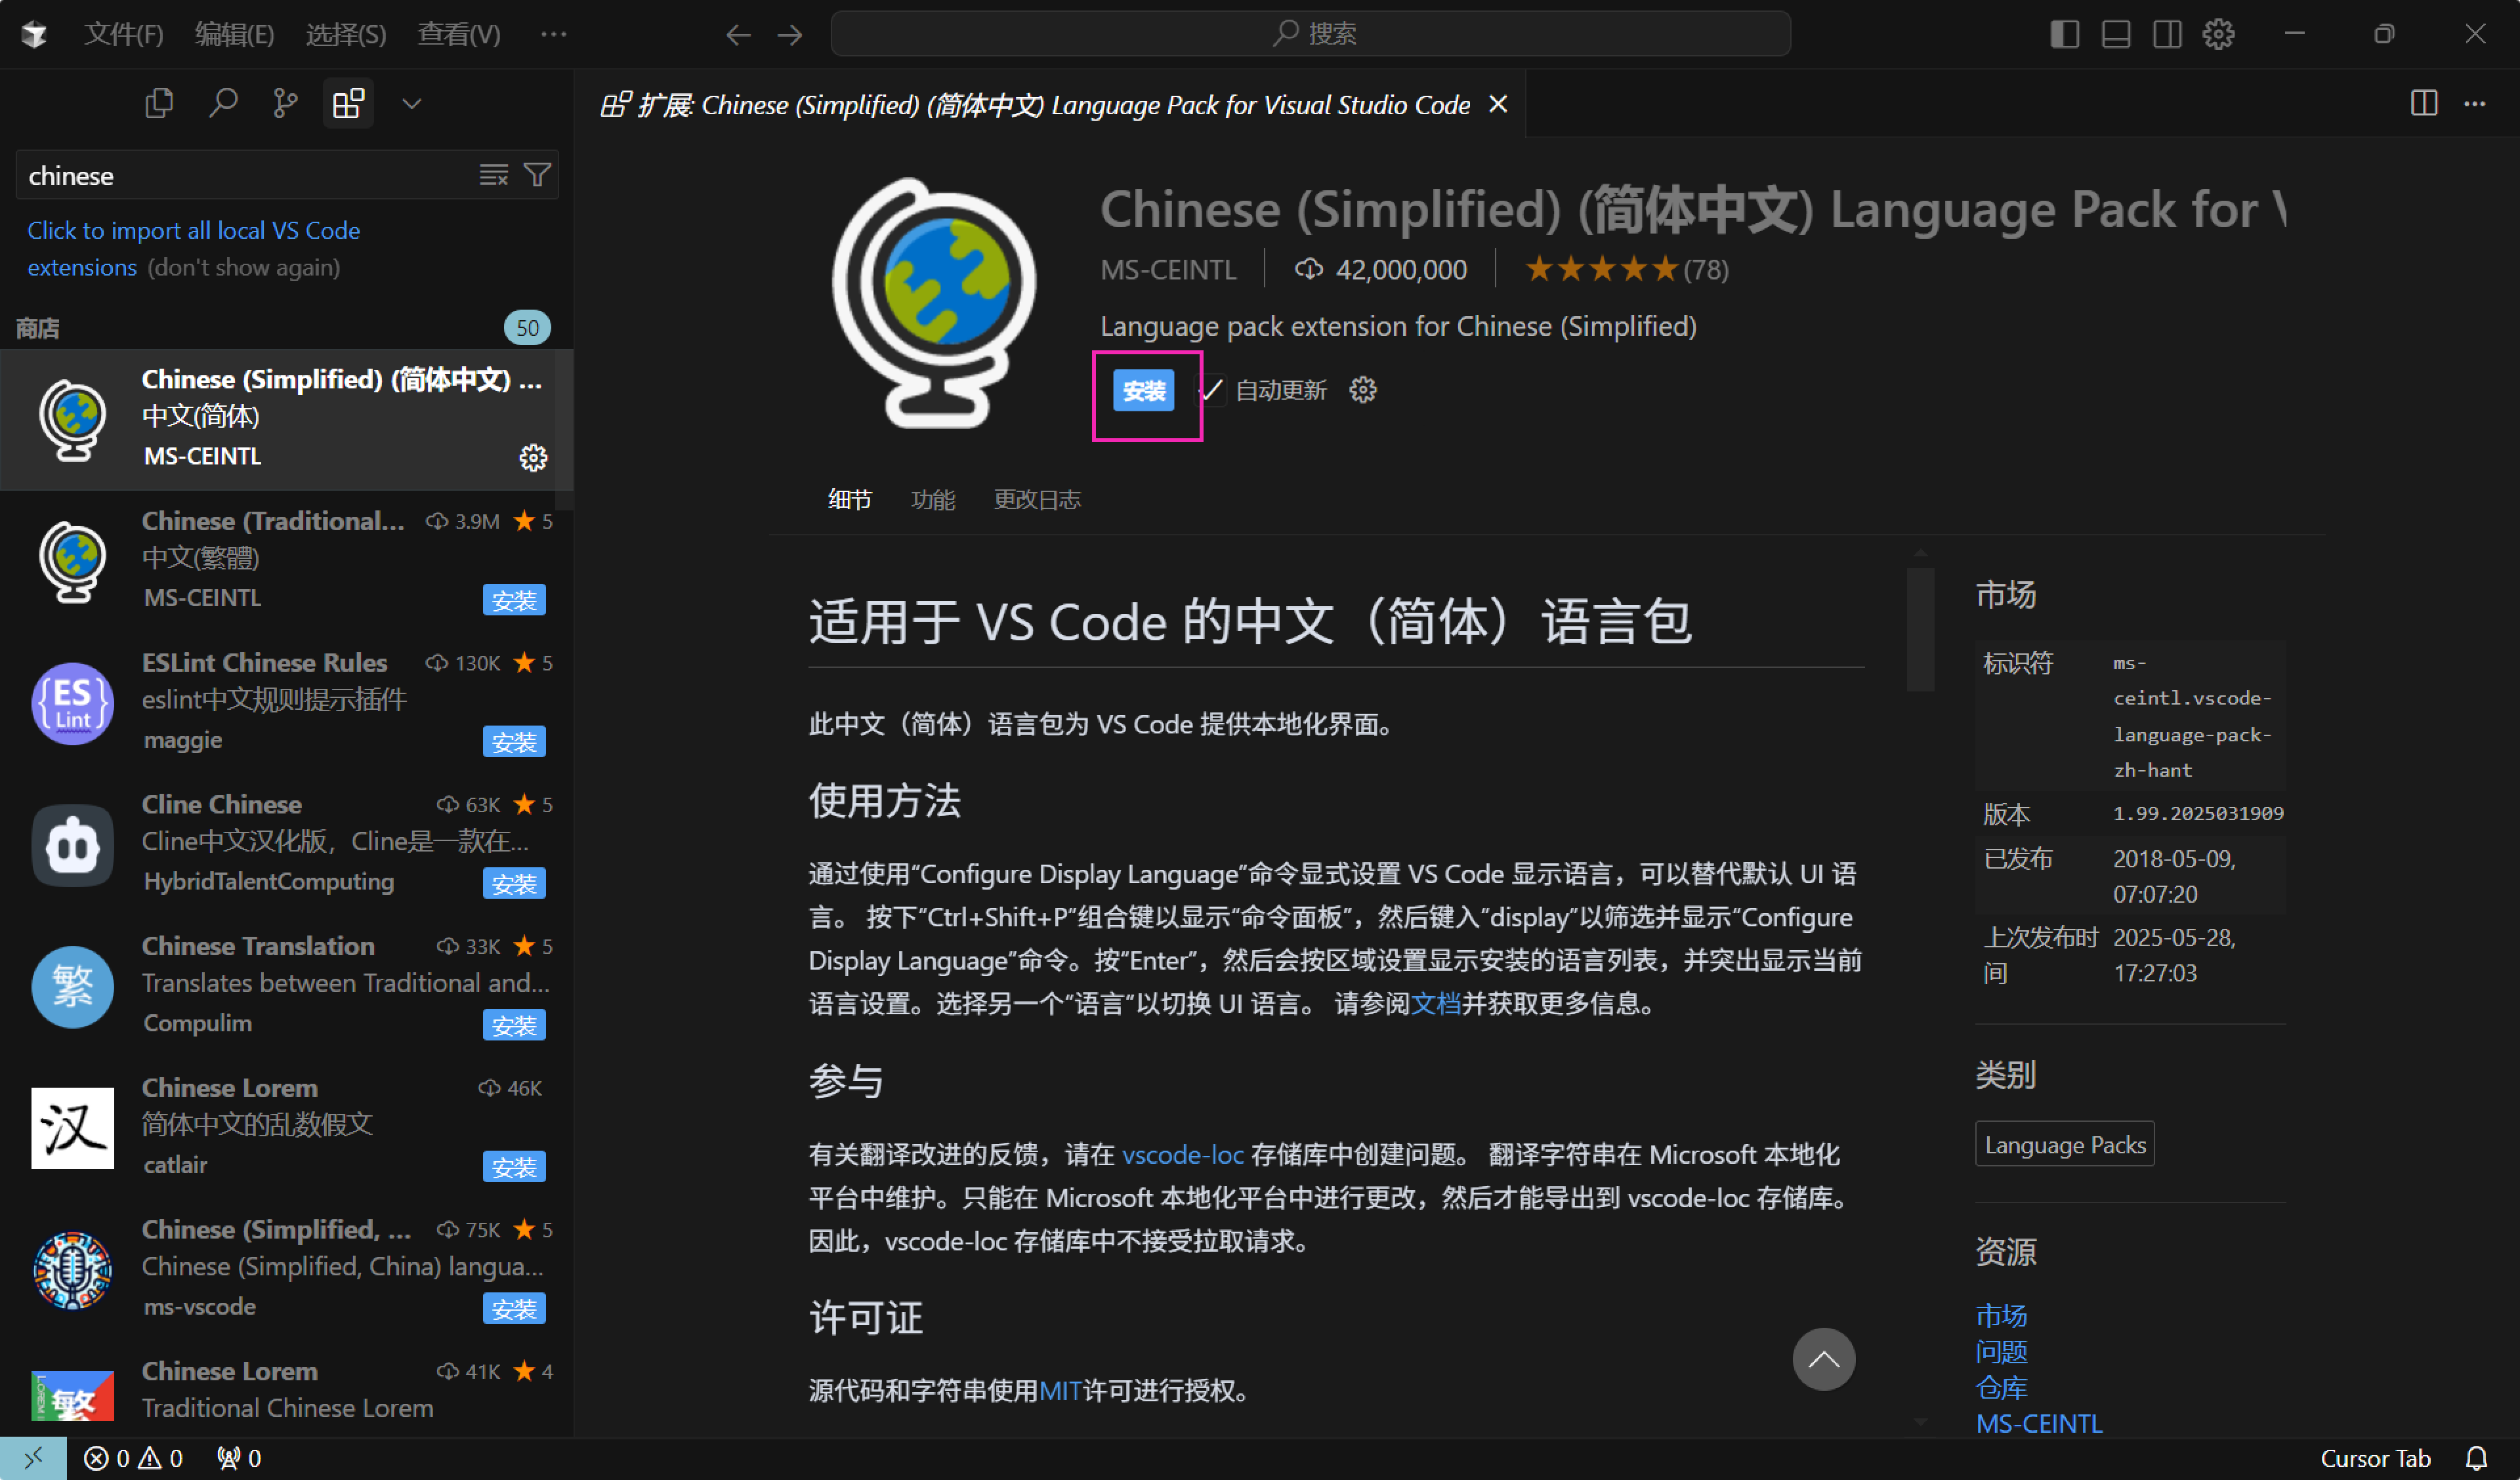 文件(F) 编辑(E) 选择(S) 查看(V) ··· 搜索
扩展: Chinese (Simplified) (简体中文) Language Pack for Visual Studio Code
chinese
Click to import all local VS Code
extensions (don't show again)
商店 50
Chinese (Simplified) (简体中文) ...
中文(简体)
MS-CEINTL
Chinese (Traditional... 3.9M 5
中文(繁體)
MS-CEINTL 安装
ESLint Chinese Rules 130K 5
eslint中文规则提示插件
maggie 安装
ES
Lint
Cline Chinese 63K 5
Cline中文汉化版，Cline是一款在...
HybridTalentComputing 安装
Chinese Translation 33K 5
Translates between Traditional and...
Compulim 安装
繁
Chinese Lorem 46K
简体中文的乱数假文
catlair 安装
汉
Chinese (Simplified, ... 75K 5
Chinese (Simplified, China) langua...
ms-vscode 安装
Chinese Lorem 41K 4
Traditional Chinese Lorem
繁
Chinese (Simplified) (简体中文) Language Pack for V
MS-CEINTL 42,000,000 (78)
Language pack extension for Chinese (Simplified)
安装 自动更新
细节 功能 更改日志
适用于 VS Code 的中文（简体）语言包
此中文（简体）语言包为 VS Code 提供本地化界面。
使用方法
通过使用“Configure Display Language”命令显式设置 VS Code 显示语言，可以替代默认 UI 语
言。 按下“Ctrl+Shift+P”组合键以显示“命令面板”，然后键入“display”以筛选并显示“Configure
Display Language”命令。按“Enter”，然后会按区域设置显示安装的语言列表，并突出显示当前
语言设置。选择另一个“语言”以切换 UI 语言。 请参阅文档并获取更多信息。
参与
有关翻译改进的反馈，请在 vscode-loc 存储库中创建问题。 翻译字符串在 Microsoft 本地化
平台中维护。只能在 Microsoft 本地化平台中进行更改，然后才能导出到 vscode-loc 存储库。
因此，vscode-loc 存储库中不接受拉取请求。
许可证
源代码和字符串使用MIT许可进行授权。
市场
标识符 ms-
ceintl.vscode-
language-pack-
zh-hant
版本 1.99.2025031909
已发布 2018-05-09,
07:07:20
上次发布时 2025-05-28,
间 17:27:03
类别
Language Packs
资源
市场
问题
仓库
MS-CEINTL
0 0 0 Cursor Tab